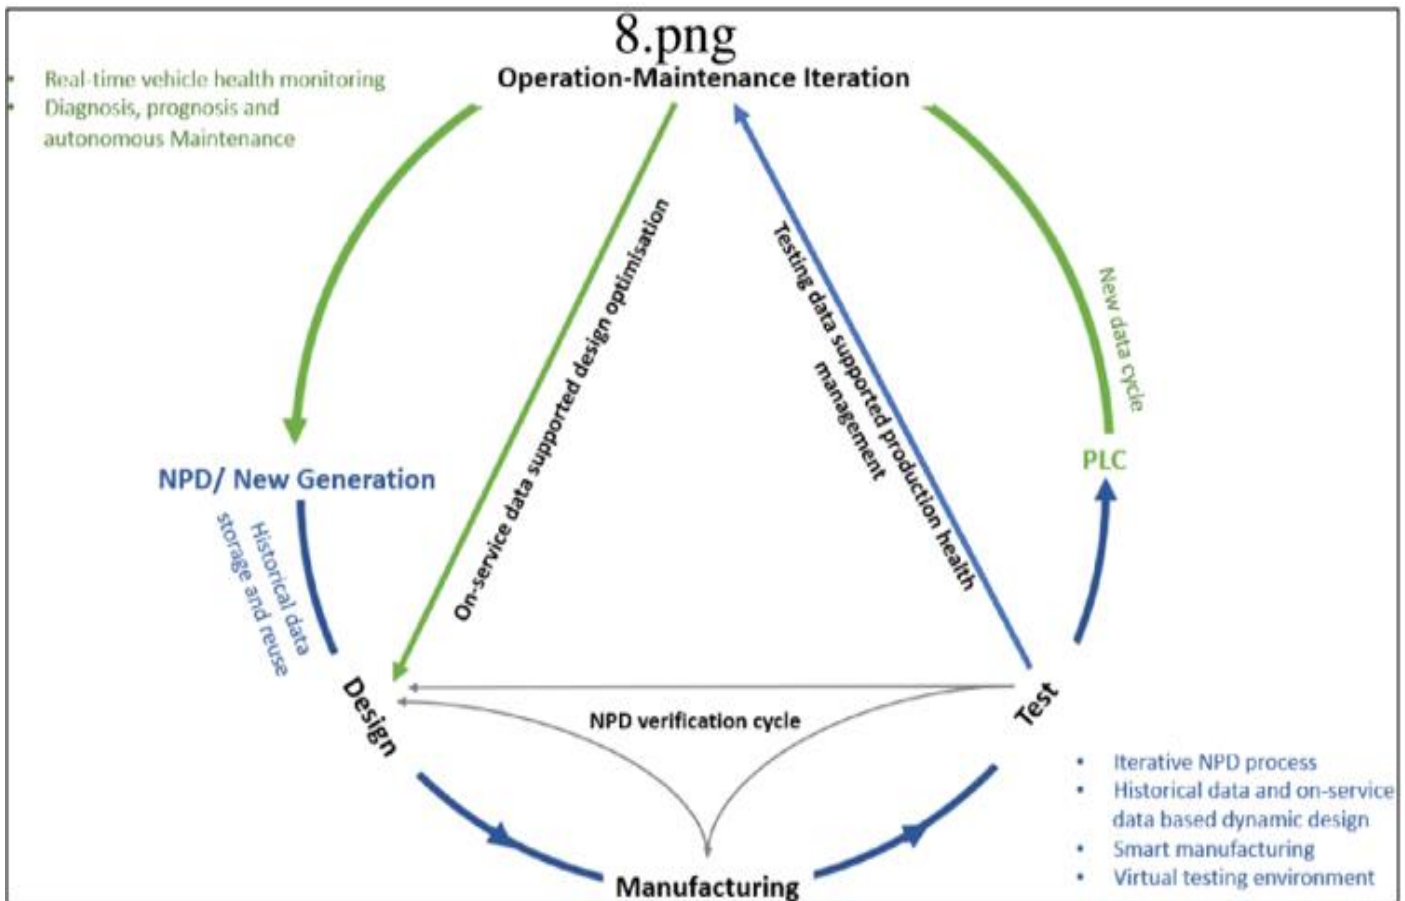 8.png
Operation-Maintenance Iteration
• Real-time vehicle health monitoring
• Diagnosis, prognosis and
autonomous Maintenance
On-service data supported design optimisation
Testing data supported production health
management
New data cycle
NPD/ New Generation
PLC
Historical data
storage and reuse
Design
Test
NPD verification cycle
Manufacturing
• Iterative NPD process
• Historical data and on-service
data based dynamic design
• Smart manufacturing
• Virtual testing environment